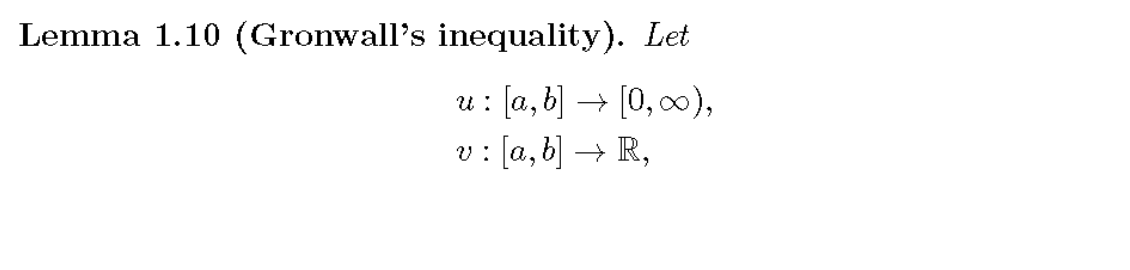 Lemma 1.10 (Gronwall's inequality). Let
u : [a, b] → [0, ∞),
v : [a, b] → ℝ,